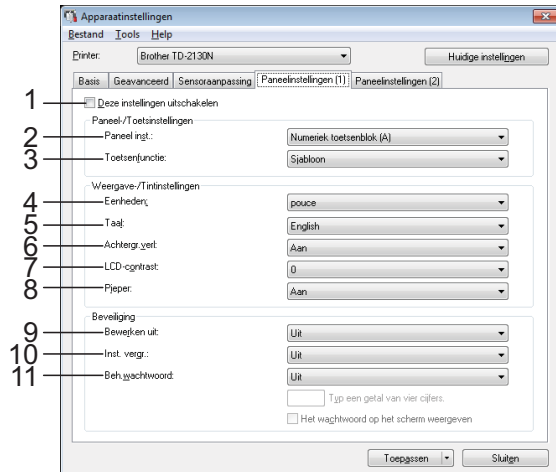 Apparaatinstellingen
Bestand Tools Help
Printer: Brother TD-2130N Huidige instellingen
Basis Geavanceerd Sensoraanpassing Paneelinstellingen (1) Paneelinstellingen (2)
1 Deze instellingen uitschakelen
Paneel-/Toetsinstellingen
2 Paneel inst.: Numeriek toetsenblok (A)
3 Toetsenfunctie: Sjabloon
Weergave-/Tintinstellingen
4 Eenheden: pouce
5 Taal: English
6 Achtergr.verl: Aan
7 LCD-contrast: 0
8 Pieper: Aan
Beveiliging
9 Bewerken uit: Uit
10 Inst. vergr.: Uit
11 Beh.wachtwoord: Uit
Typ een getal van vier cijfers.
Het wachtwoord op het scherm weergeven
Toepassen Sluiten